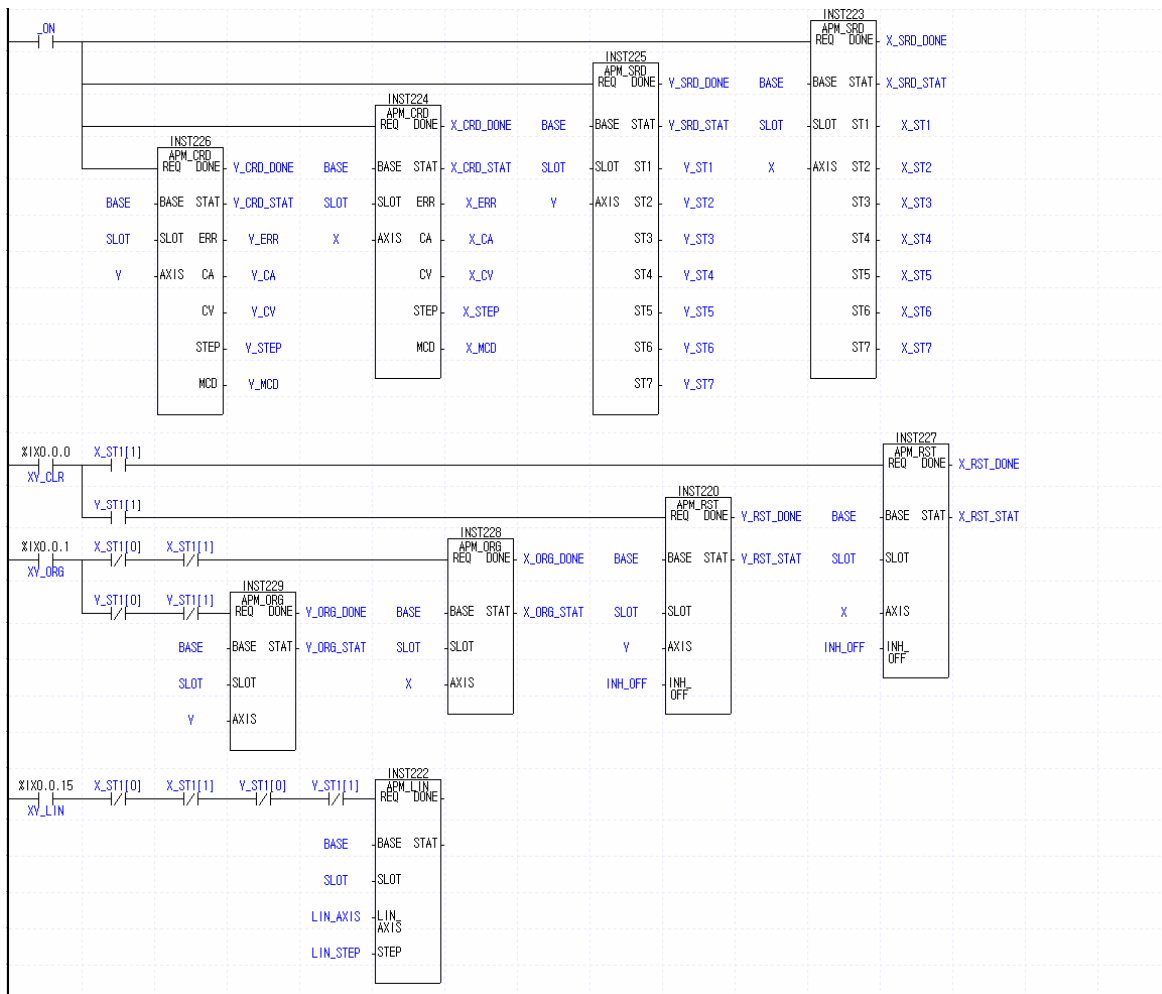 INST223
_ON
APM_SRD
REQ DONE X_SRD_DONE
INST225
APM_SRD
REQ DONE Y_SRD_DONE BASE BASE STAT X_SRD_STAT
INST224
APM_CRD
REQ DONE X_CRD_DONE BASE BASE STAT Y_SRD_STAT SLOT SLOT ST1 X_ST1
INST226
APM_CRD
REQ DONE Y_CRD_DONE BASE BASE STAT X_CRD_STAT SLOT SLOT ST1 Y_ST1 X AXIS ST2 X_ST2
BASE BASE STAT Y_CRD_STAT SLOT SLOT ERR X_ERR Y AXIS ST2 Y_ST2 ST3 X_ST3
SLOT SLOT ERR Y_ERR X AXIS CA X_CA ST3 Y_ST3 ST4 X_ST4
Y AXIS CA Y_CA CV X_CV ST4 Y_ST4 ST5 X_ST5
CV Y_CV STEP X_STEP ST5 Y_ST5 ST6 X_ST6
STEP Y_STEP MCD X_MCD ST6 Y_ST6 ST7 X_ST7
MCD Y_MCD ST7 Y_ST7
INST227
%IX0.0.0 X_ST1[1] APM_RST
REQ DONE X_RST_DONE
XY_CLR
INST220
Y_ST1[1] APM_RST
REQ DONE Y_RST_DONE BASE BASE STAT X_RST_STAT
INST228
%IX0.0.1 X_ST1[0] X_ST1[1] APM_ORG
REQ DONE X_ORG_DONE BASE BASE STAT Y_RST_STAT SLOT SLOT
XY_ORG
INST229
Y_ST1[0] Y_ST1[1] APM_ORG
REQ DONE Y_ORG_DONE BASE BASE STAT X_ORG_STAT SLOT SLOT X AXIS
BASE BASE STAT Y_ORG_STAT SLOT SLOT Y AXIS INH_OFF INH_
OFF
SLOT SLOT X AXIS INH_OFF INH_
OFF
Y AXIS
INST222
%IX0.0.15 X_ST1[0] X_ST1[1] Y_ST1[0] Y_ST1[1] APM_LIN
REQ DONE
XY_LIN
BASE BASE STAT
SLOT SLOT
LIN_AXIS LIN_
AXIS
LIN_STEP STEP